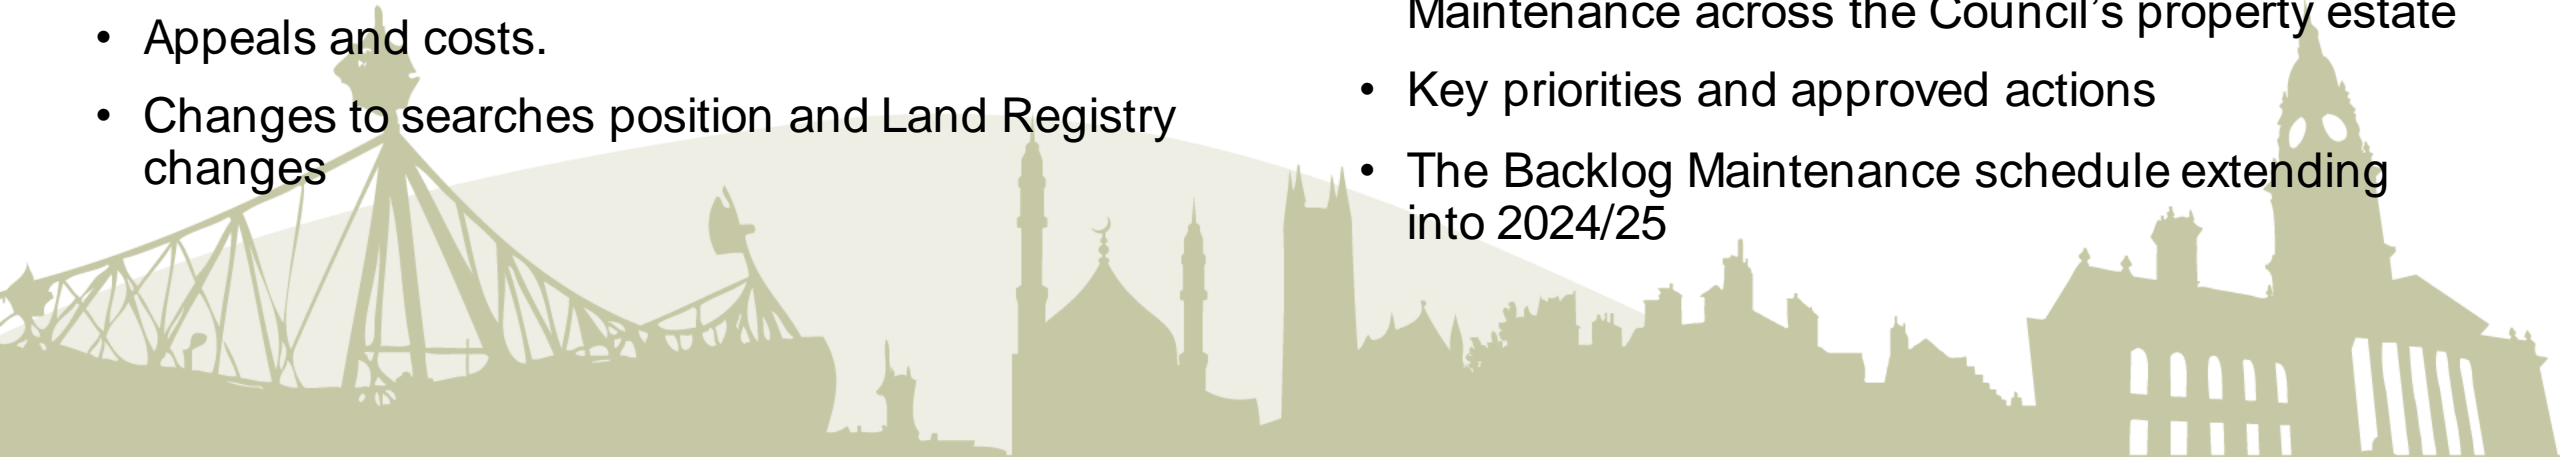 • Appeals and costs.
• Changes to searches position and Land Registry
changes
Maintenance across the Council’s property estate
• Key priorities and approved actions
• The Backlog Maintenance schedule extending
into 2024/25